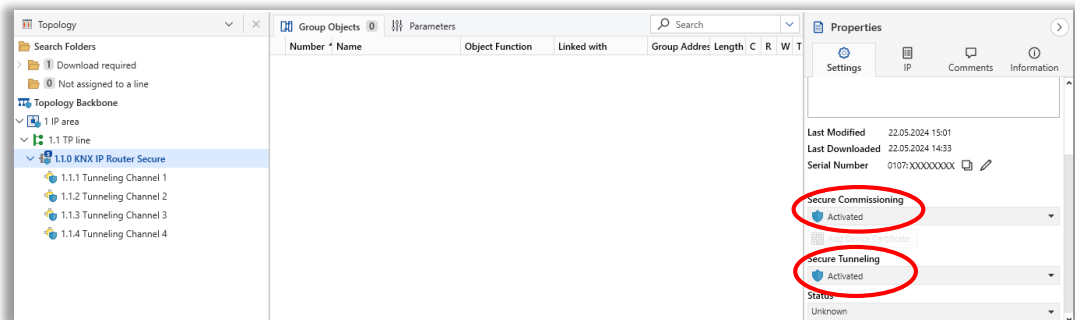 Topology
Search Folders
1 Download required
0 Not assigned to a line
Topology Backbone
1 IP area
1.1 TP line
1.1.0 KNX IP Router Secure
1.1.1 Tunneling Channel 1
1.1.2 Tunneling Channel 2
1.1.3 Tunneling Channel 3
1.1.4 Tunneling Channel 4
Group Objects 0 Parameters
Search
Number Name Object Function Linked with Group Addres Length C R W T
Properties
Settings IP Comments Information
Last Modified 22.05.2024 15:01
Last Downloaded 22.05.2024 14:33
Serial Number 0107:XXXXXXXX
Secure Commissioning
Activated
Add Device Certificate
Secure Tunneling
Activated
Status
Unknown